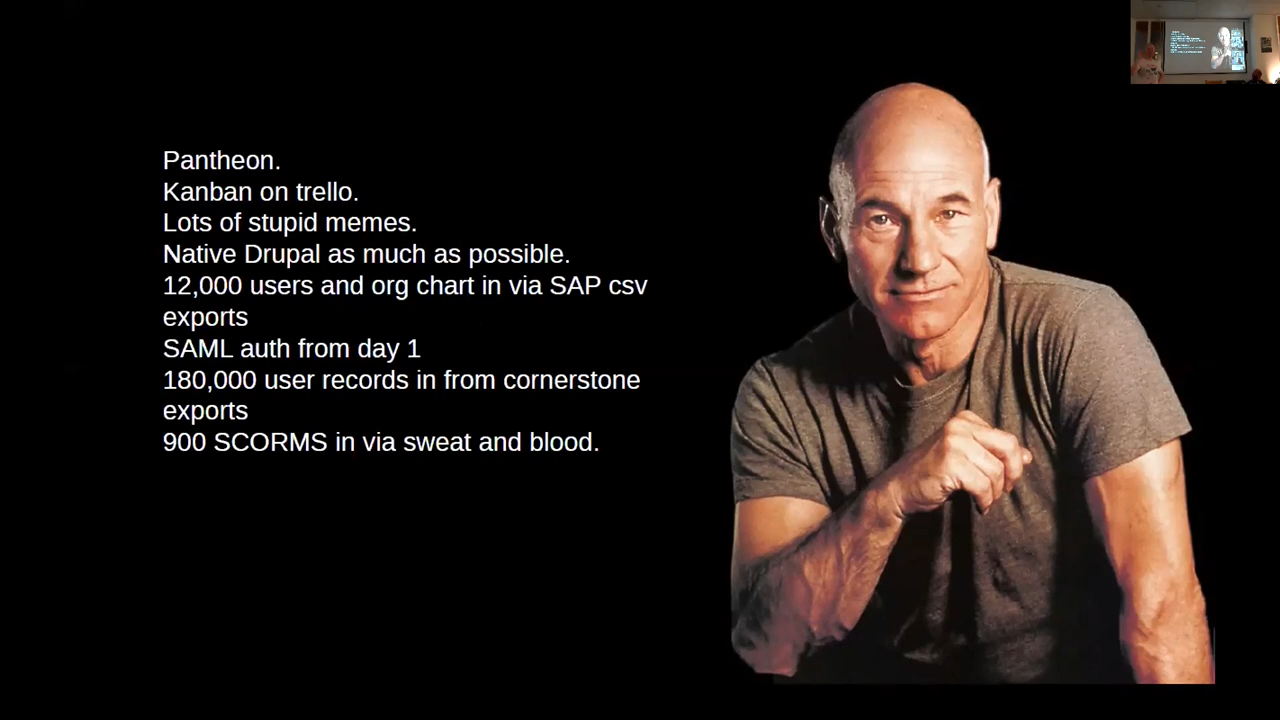 Pantheon.
Kanban on trello.
Lots of stupid memes.
Native Drupal as much as possible.
12,000 users and org chart in via SAP csv
exports
SAML auth from day 1
180,000 user records in from cornerstone
exports
900 SCORMS in via sweat and blood.